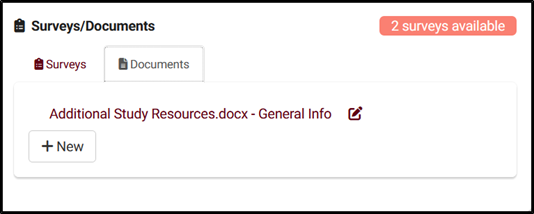 Surveys/Documents
2 surveys available
Surveys
Documents
Additional Study Resources.docx - General Info
+ New